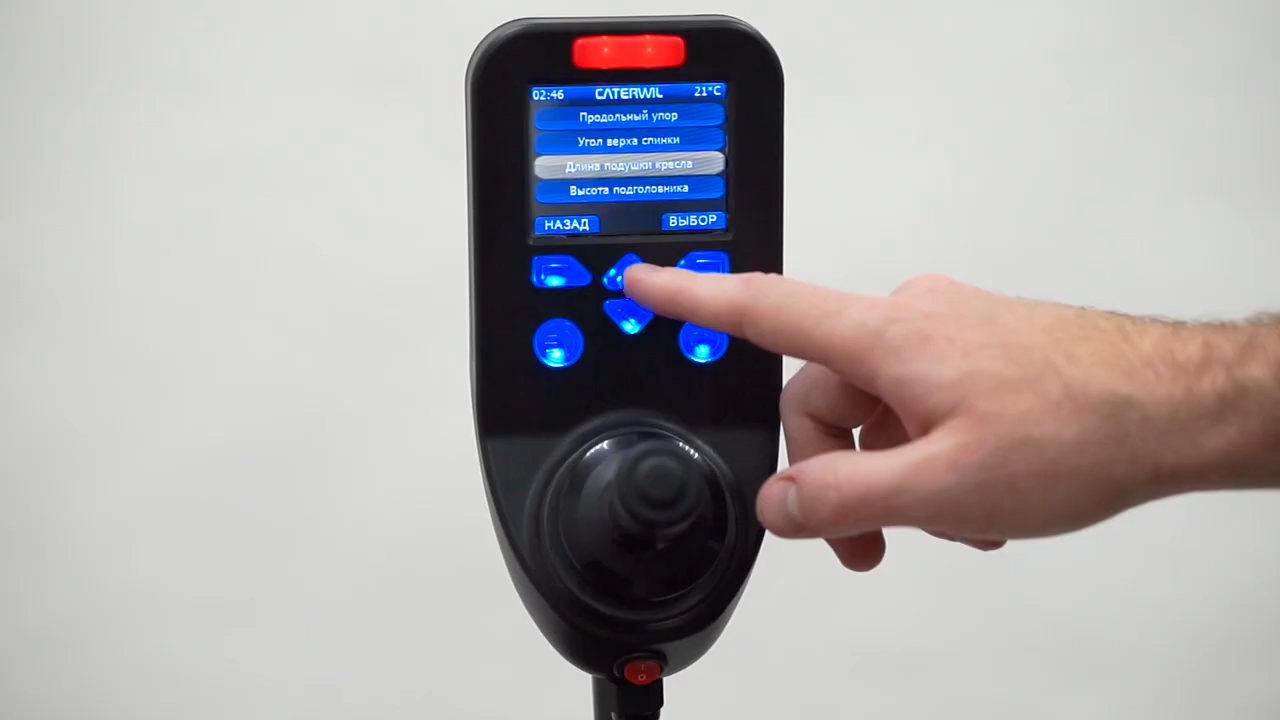 02:46 CATERWIL 21°C
Продольный упор
Угол верха спинки
Длина подушки кресла
Высота подголовника
НАЗАД ВЫБОР